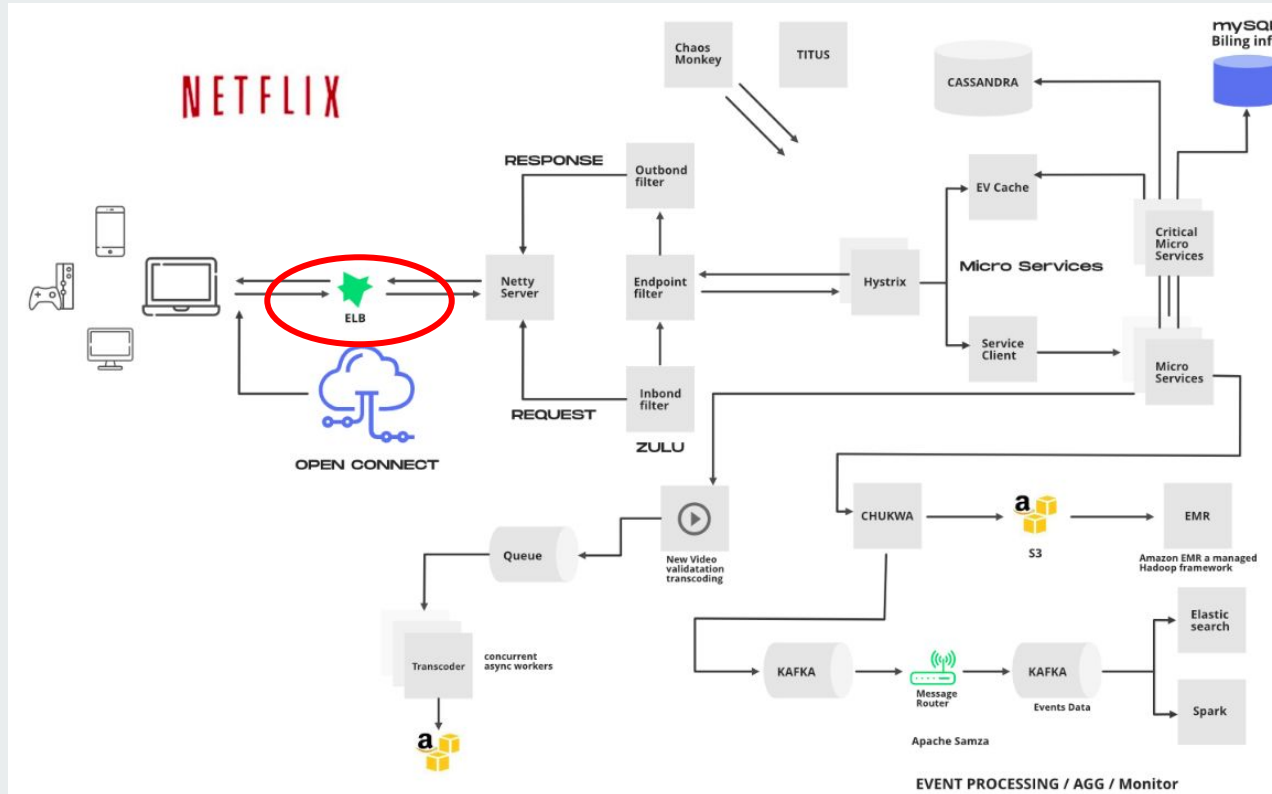 NETFLIX
Chaos
Monkey
TITUS
CASSANDRA
mySQL
Biling inf
RESPONSE
Outbond
filter
EV Cache
Critical
Micro
Services
Netty
Server
Endpoint
filter
Hystrix
Micro Services
ELB
Service
Client
Micro
Services
Inbond
filter
REQUEST
ZULU
OPEN CONNECT
Queue
New Video
validatation
transcoding
CHUKWA
a
S3
EMR
Amazon EMR a managed
Hadoop framework
Transcoder
concurrent
async workers
KAFKA
Message
Router
KAFKA
Events Data
Elastic
search
Spark
a
Apache Samza
EVENT PROCESSING / AGG / Monitor